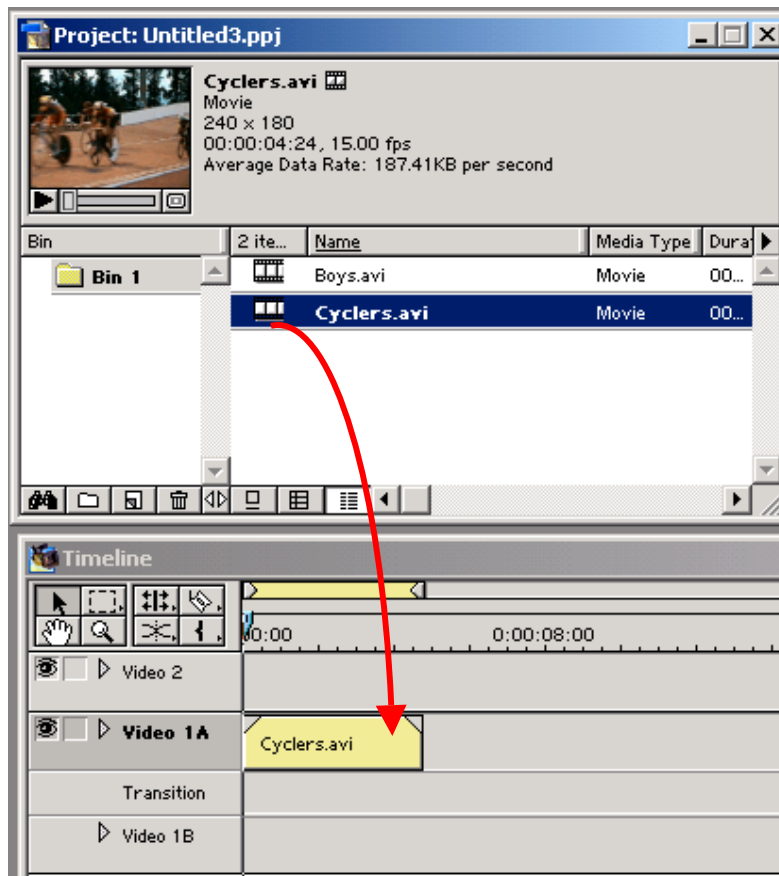 Project: Untitled3.ppj
Cyclers.avi
Movie
240 × 180
00:00:04:24, 15.00 fps
Average Data Rate: 187.41KB per second
Bin 2 ite... Name Media Type Dura
Bin 1 Boys.avi Movie 00...
Cyclers.avi Movie 00...
Timeline
0:00 0:00:08:00
Video 2
Video 1A Cyclers.avi
Transition
Video 1B